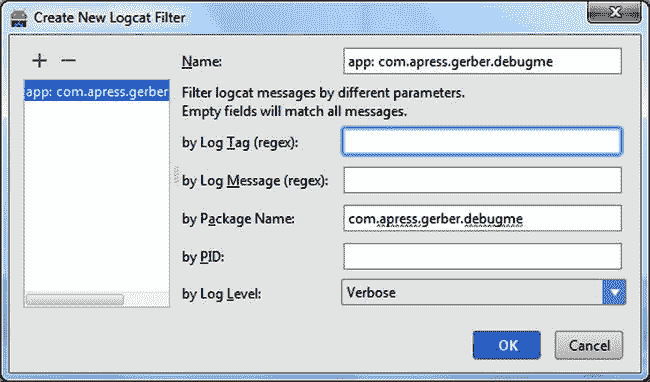 Create New Logcat Filter
Name:
app: com.apress.gerber.debugme
app: com.apress.gerber
Filter logcat messages by different parameters.
Empty fields will match all messages.
by Log Tag (regex):
by Log Message (regex):
by Package Name:
com.apress.gerber.debugme
by PID:
by Log Level:
Verbose
OK
Cancel